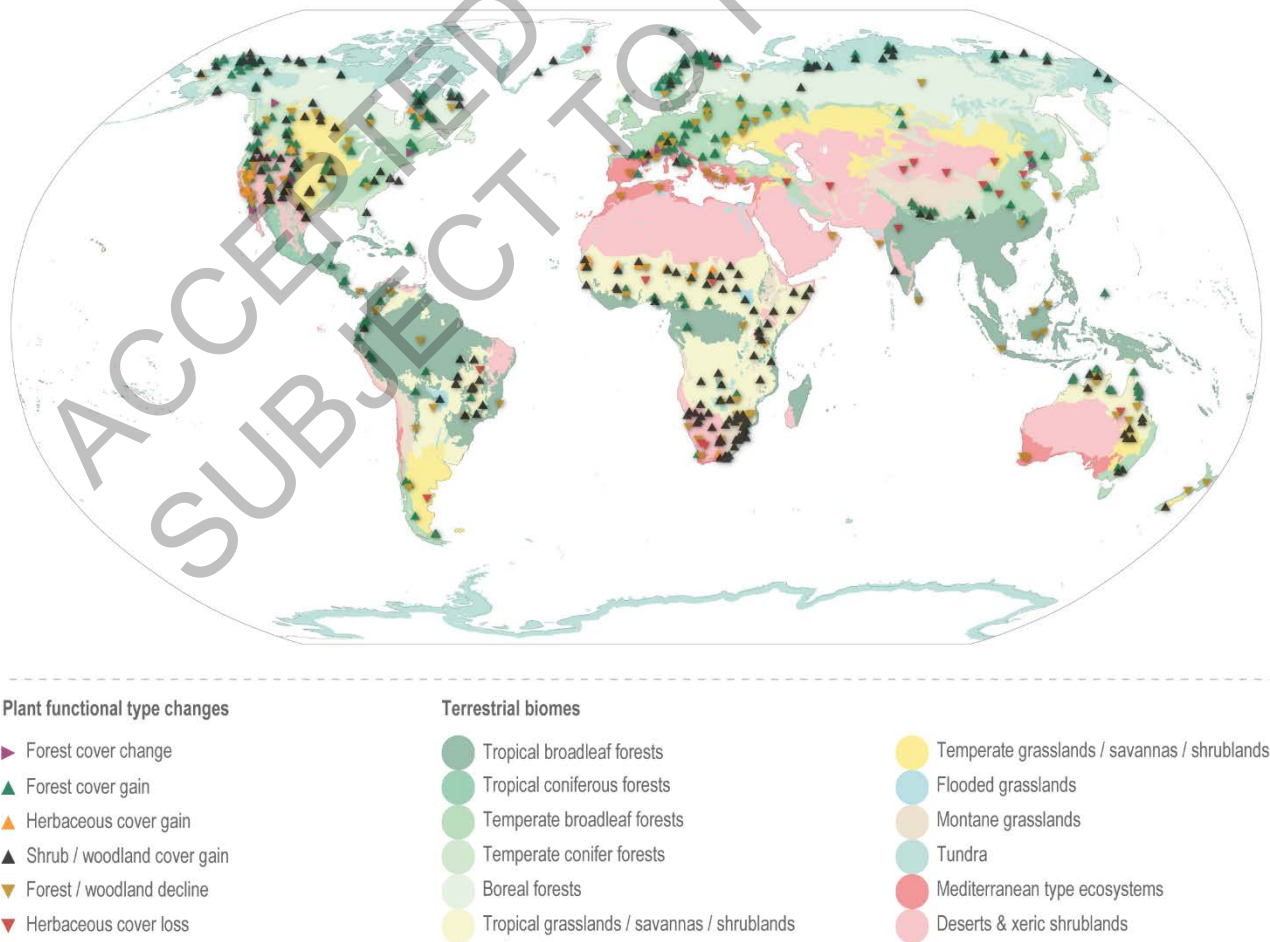 ACCEPTED
SUBJECT TO
Plant functional type changes
Forest cover change
Forest cover gain
Herbaceous cover gain
Shrub / woodland cover gain
Forest / woodland decline
Herbaceous cover loss
Terrestrial biomes
Tropical broadleaf forests
Tropical coniferous forests
Temperate broadleaf forests
Temperate conifer forests
Boreal forests
Tropical grasslands / savannas / shrublands
Temperate grasslands / savannas / shrublands
Flooded grasslands
Montane grasslands
Tundra
Mediterranean type ecosystems
Deserts & xeric shrublands